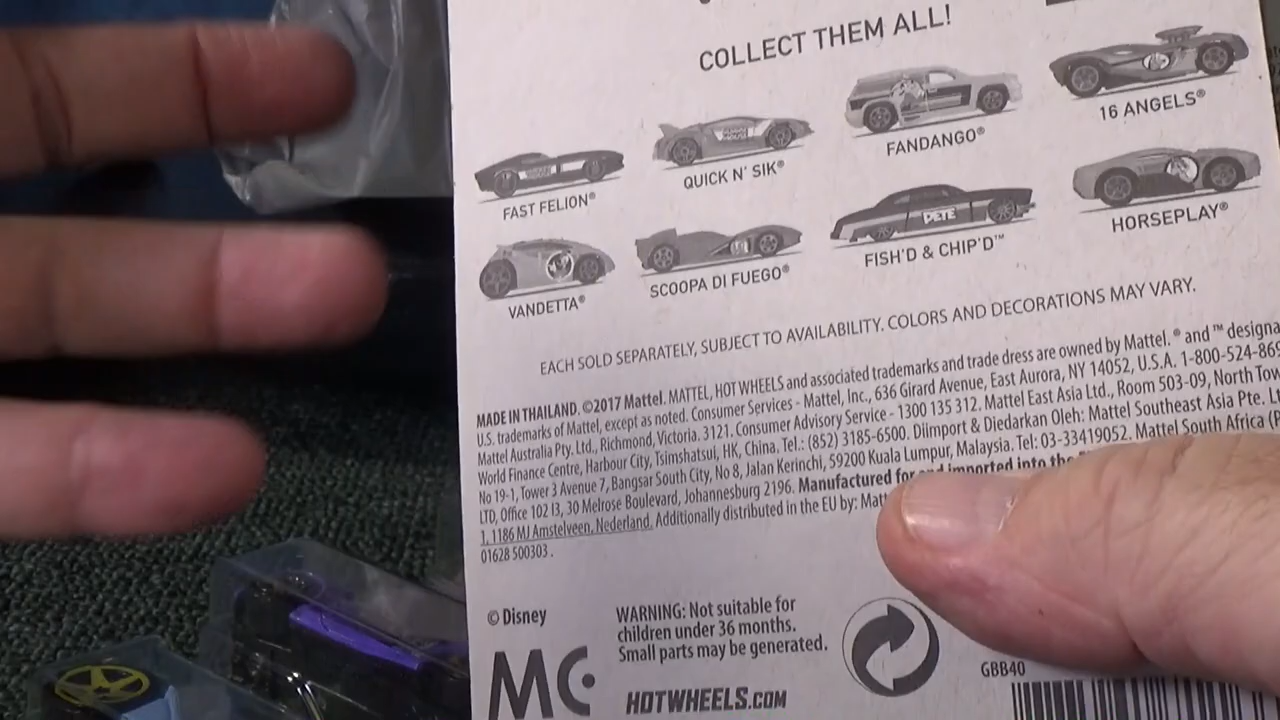 COLLECT THEM ALL!
FAST FELION®
QUICK N' SIK®
FANDANGO®
16 ANGELS®
VANDETTA®
SCOOPA DI FUEGO®
PETE
FISH'D & CHIP'D™
HORSEPLAY®
EACH SOLD SEPARATELY, SUBJECT TO AVAILABILITY. COLORS AND DECORATIONS MAY VARY.
MADE IN THAILAND. ©2017 Mattel. MATTEL, HOT WHEELS and associated trademarks and trade dress are owned by Mattel. ® and ™ designa
U.S. trademarks of Mattel, except as noted. Consumer Services - Mattel, Inc., 636 Girard Avenue, East Aurora, NY 14052, U.S.A. 1-800-524-869
Mattel Australia Pty. Ltd., Richmond, Victoria. 3121. Consumer Advisory Service - 1300 135 312. Mattel East Asia Ltd., Room 503-09, North Tow
World Finance Centre, Harbour City, Tsimshatsui, HK, China. Tel.: (852) 3185-6500. Diimport & Diedarkan Oleh: Mattel Southeast Asia Pte. Lt
No 19-1, Tower 3 Avenue 7, Bangsar South City, No 8, Jalan Kerinchi, 59200 Kuala Lumpur, Malaysia. Tel: 03-33419052. Mattel South Africa (P
LTD, Office 102 I3, 30 Melrose Boulevard, Johannesburg 2196. Manufactured for and imported into the
1, 1186 MJ Amstelveen, Nederland. Additionally distributed in the EU by: Matt
01628 500303.
© Disney
WARNING: Not suitable for
children under 36 months.
Small parts may be generated.
MC
HOTWHEELS.COM
GBB40